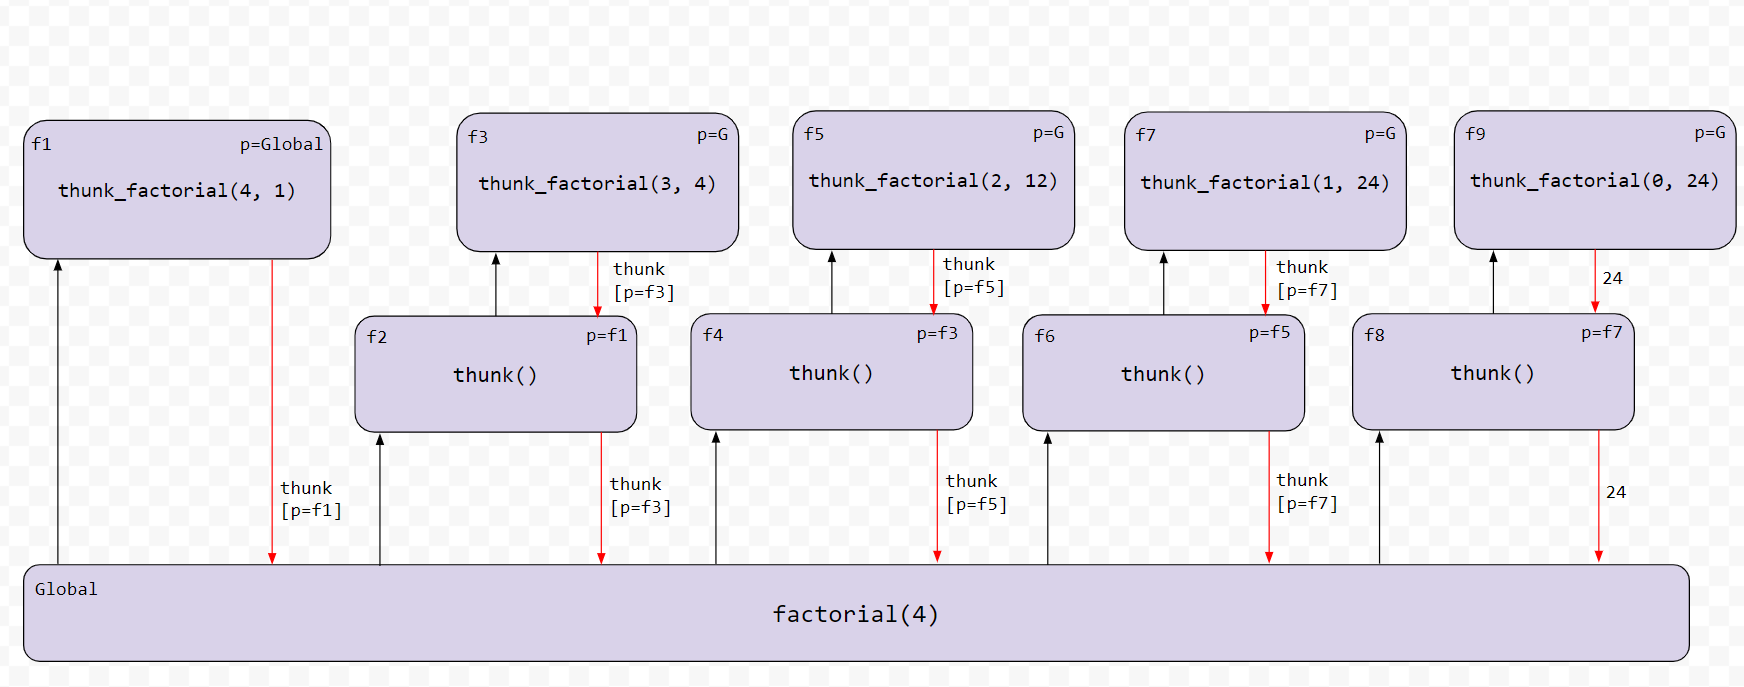 f1 p=Global
thunk_factorial(4, 1)
f3 p=G
thunk_factorial(3, 4)
f5 p=G
thunk_factorial(2, 12)
f7 p=G
thunk_factorial(1, 24)
f9 p=G
thunk_factorial(0, 24)
thunk
[p=f3]
thunk
[p=f5]
thunk
[p=f7]
24
f2 p=f1
thunk()
f4 p=f3
thunk()
f6 p=f5
thunk()
f8 p=f7
thunk()
thunk
[p=f1]
thunk
[p=f3]
thunk
[p=f5]
thunk
[p=f7]
24
Global
factorial(4)